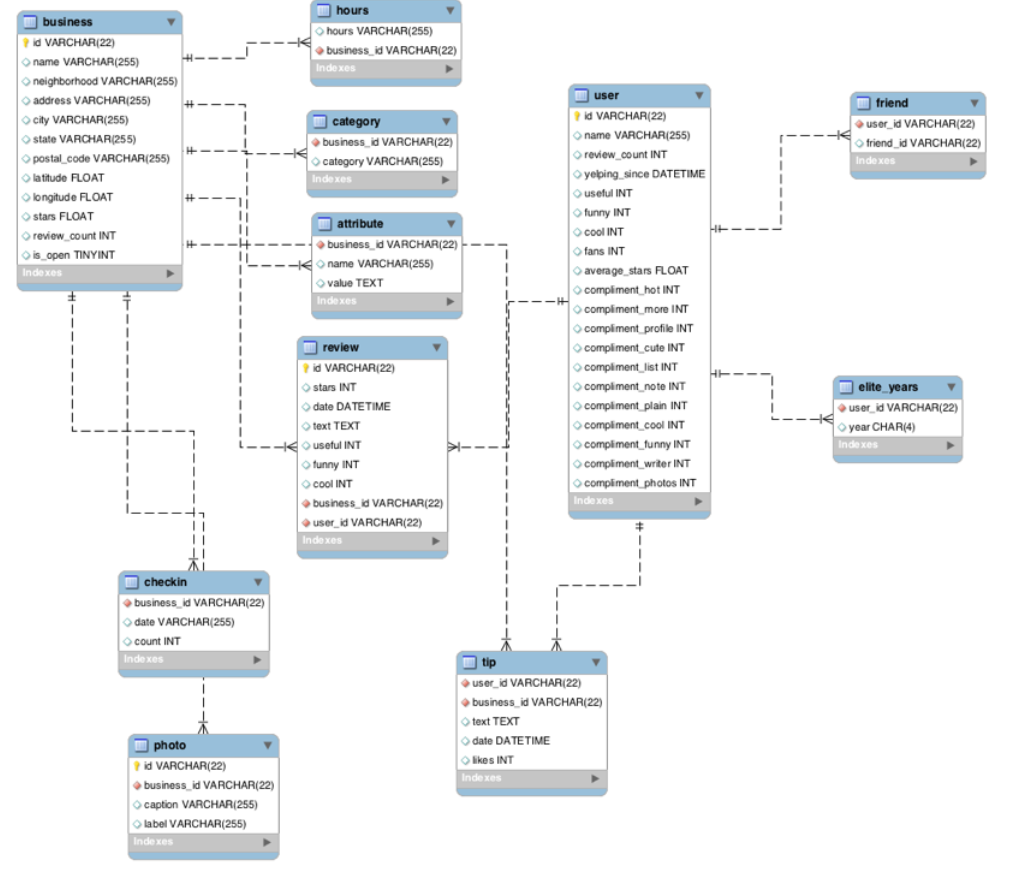 business
id VARCHAR(22)
name VARCHAR(255)
neighborhood VARCHAR(255)
address VARCHAR(255)
city VARCHAR(255)
state VARCHAR(255)
postal_code VARCHAR(255)
latitude FLOAT
longitude FLOAT
stars FLOAT
review_count INT
is_open TINYINT
Indexes
hours
hours VARCHAR(255)
business_id VARCHAR(22)
Indexes
category
business_id VARCHAR(22)
category VARCHAR(255)
Indexes
attribute
business_id VARCHAR(22)
name VARCHAR(255)
value TEXT
Indexes
review
id VARCHAR(22)
stars INT
date DATETIME
text TEXT
useful INT
funny INT
cool INT
business_id VARCHAR(22)
user_id VARCHAR(22)
Indexes
user
id VARCHAR(22)
name VARCHAR(255)
review_count INT
yelping_since DATETIME
useful INT
funny INT
cool INT
fans INT
average_stars FLOAT
compliment_hot INT
compliment_more INT
compliment_profile INT
compliment_cute INT
compliment_list INT
compliment_note INT
compliment_plain INT
compliment_cool INT
compliment_funny INT
compliment_writer INT
compliment_photos INT
Indexes
friend
user_id VARCHAR(22)
friend_id VARCHAR(22)
Indexes
elite_years
user_id VARCHAR(22)
year CHAR(4)
Indexes
checkin
business_id VARCHAR(22)
date VARCHAR(255)
count INT
Indexes
tip
user_id VARCHAR(22)
business_id VARCHAR(22)
text TEXT
date DATETIME
likes INT
Indexes
photo
id VARCHAR(22)
business_id VARCHAR(22)
caption VARCHAR(255)
label VARCHAR(255)
Indexes